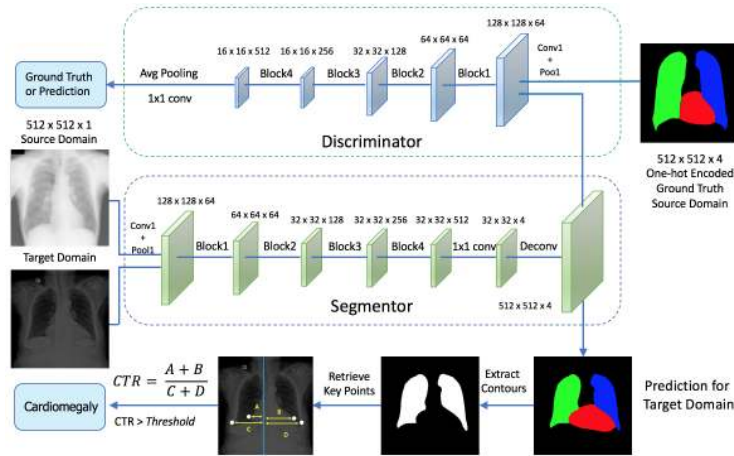 128 x 128 x 64
64 x 64 x 64
32 x 32 x 128
16 x 16 x 256
16 x 16 x 512
Conv1
+
Pool1
Block1
Block2
Block3
Block4
Avg Pooling
1x1 conv
Ground Truth
or Prediction
Discriminator
512 x 512 x 4
One-hot Encoded
Ground Truth
Source Domain
512 x 512 x 1
Source Domain
Target Domain
Conv1
+
Pool1
128 x 128 x 64
Block1
64 x 64 x 64
Block2
32 x 32 x 128
Block3
32 x 32 x 256
Block4
32 x 32 x 512
1x1 conv
32 x 32 x 4
Deconv
512 x 512 x 4
Segmentor
Prediction for
Target Domain
Extract
Contours
Retrieve
Key Points
A
B
C
D
CTR = A + B / C + D
CTR > Threshold
Cardiomegaly